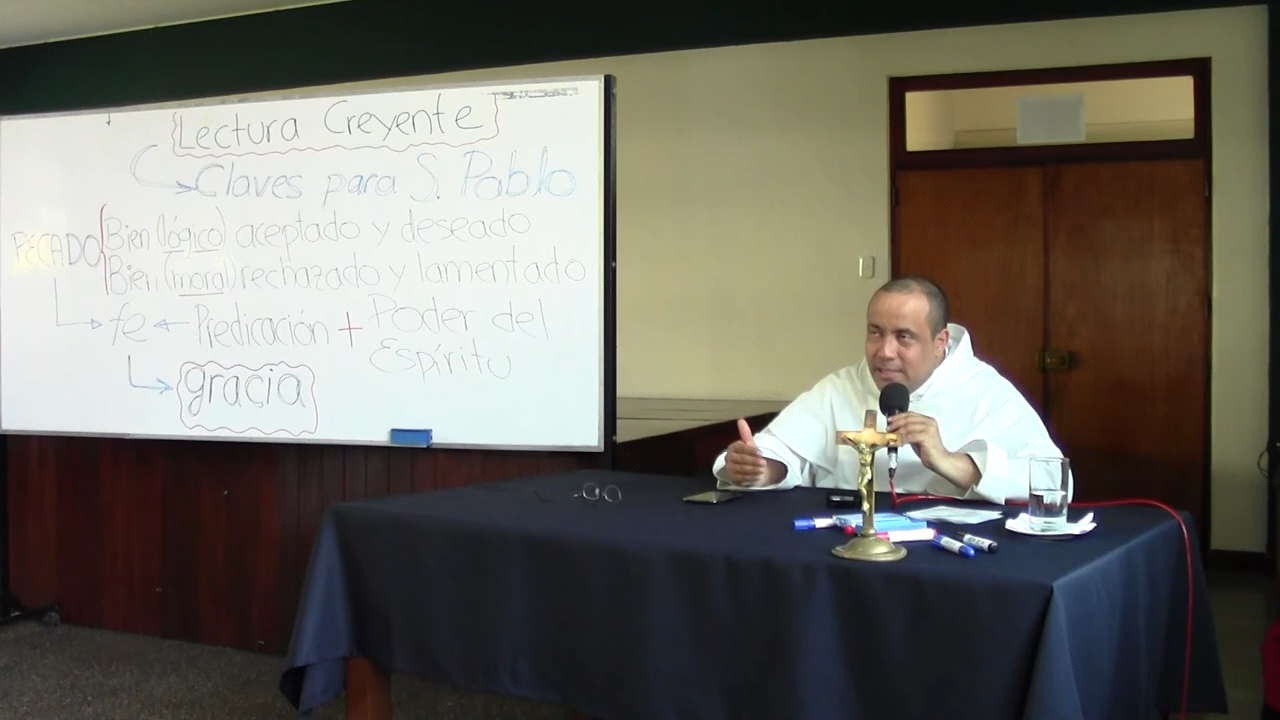 Lectura Creyente
Claves para S. Pablo
PECADO
Bien (lógico) aceptado y deseado
Bien (moral) rechazado y lamentado
fe Predicación + Poder del
Espíritu
gracia